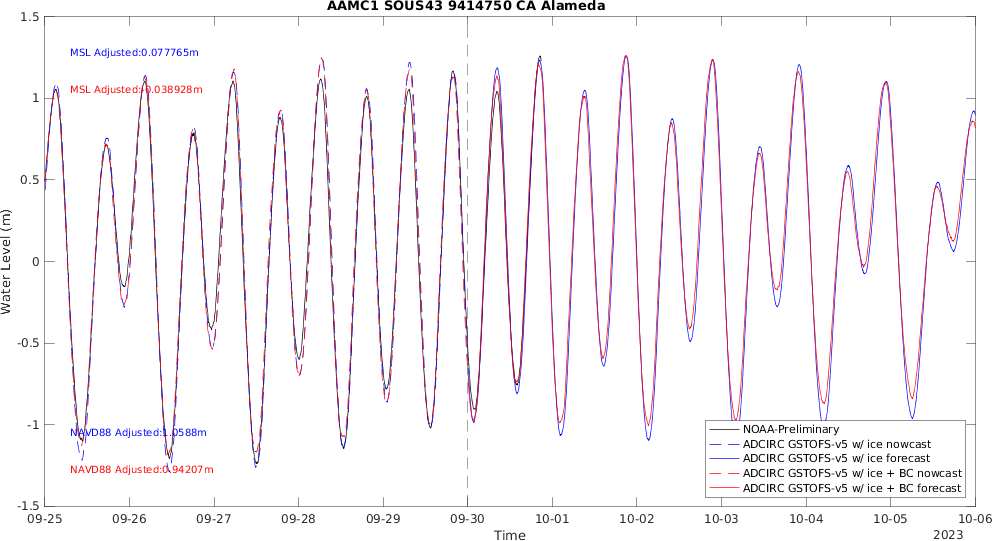 AAMC1 SOUS43 9414750 CA Alameda
1.5
1
0.5
0
-0.5
-1
-1.5
Water Level (m)
MSL Adjusted:0.077765m
MSL Adjusted:-0.038928m
NAVD88 Adjusted:1.0588m
NAVD88 Adjusted:0.94207m
NOAA-Preliminary
ADCIRC GSTOFS-v5 w/ ice nowcast
ADCIRC GSTOFS-v5 w/ ice forecast
ADCIRC GSTOFS-v5 w/ ice + BC nowcast
ADCIRC GSTOFS-v5 w/ ice + BC forecast
09-25 09-26 09-27 09-28 09-29 09-30 10-01 10-02 10-03 10-04 10-05 10-06
Time
2023